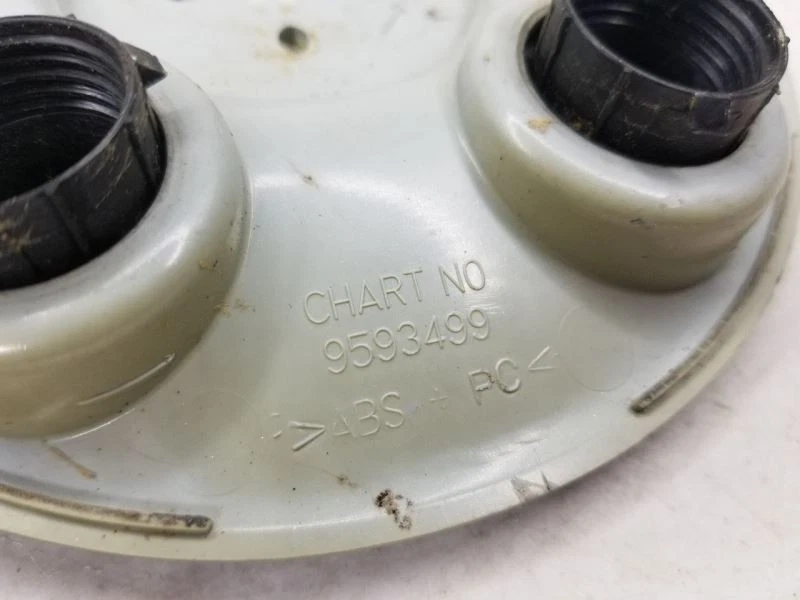 CHART NO
9593499
>ABS + PC<